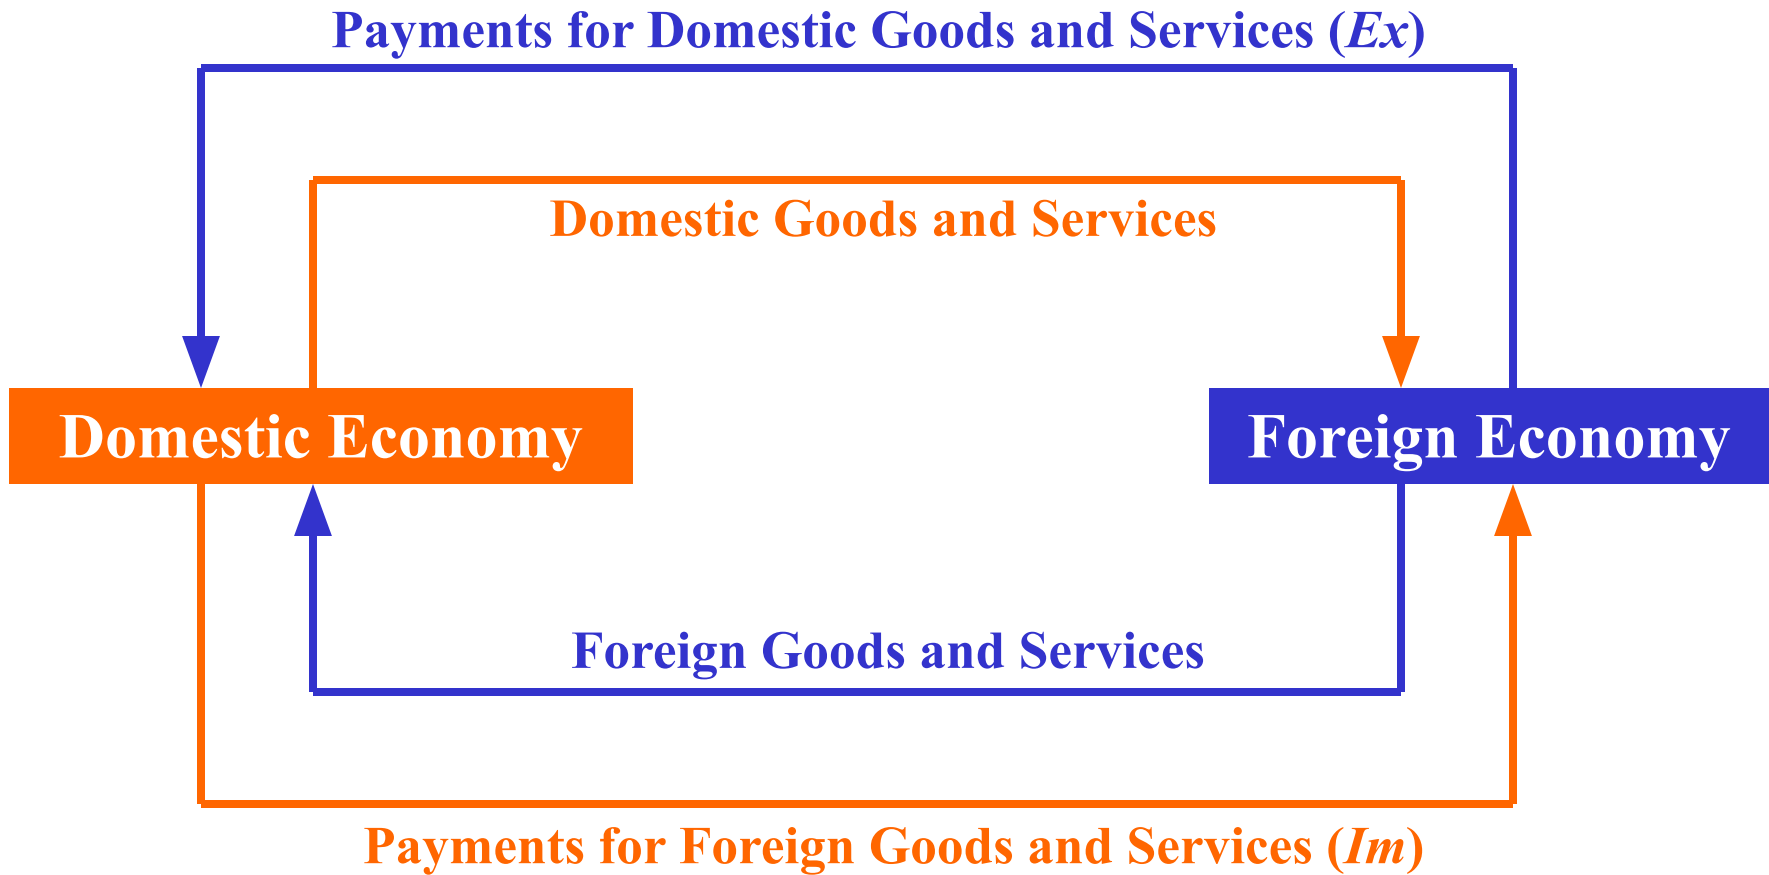 Payments for Domestic Goods and Services (Ex)
Domestic Goods and Services
Domestic Economy
Foreign Economy
Foreign Goods and Services
Payments for Foreign Goods and Services (Im)